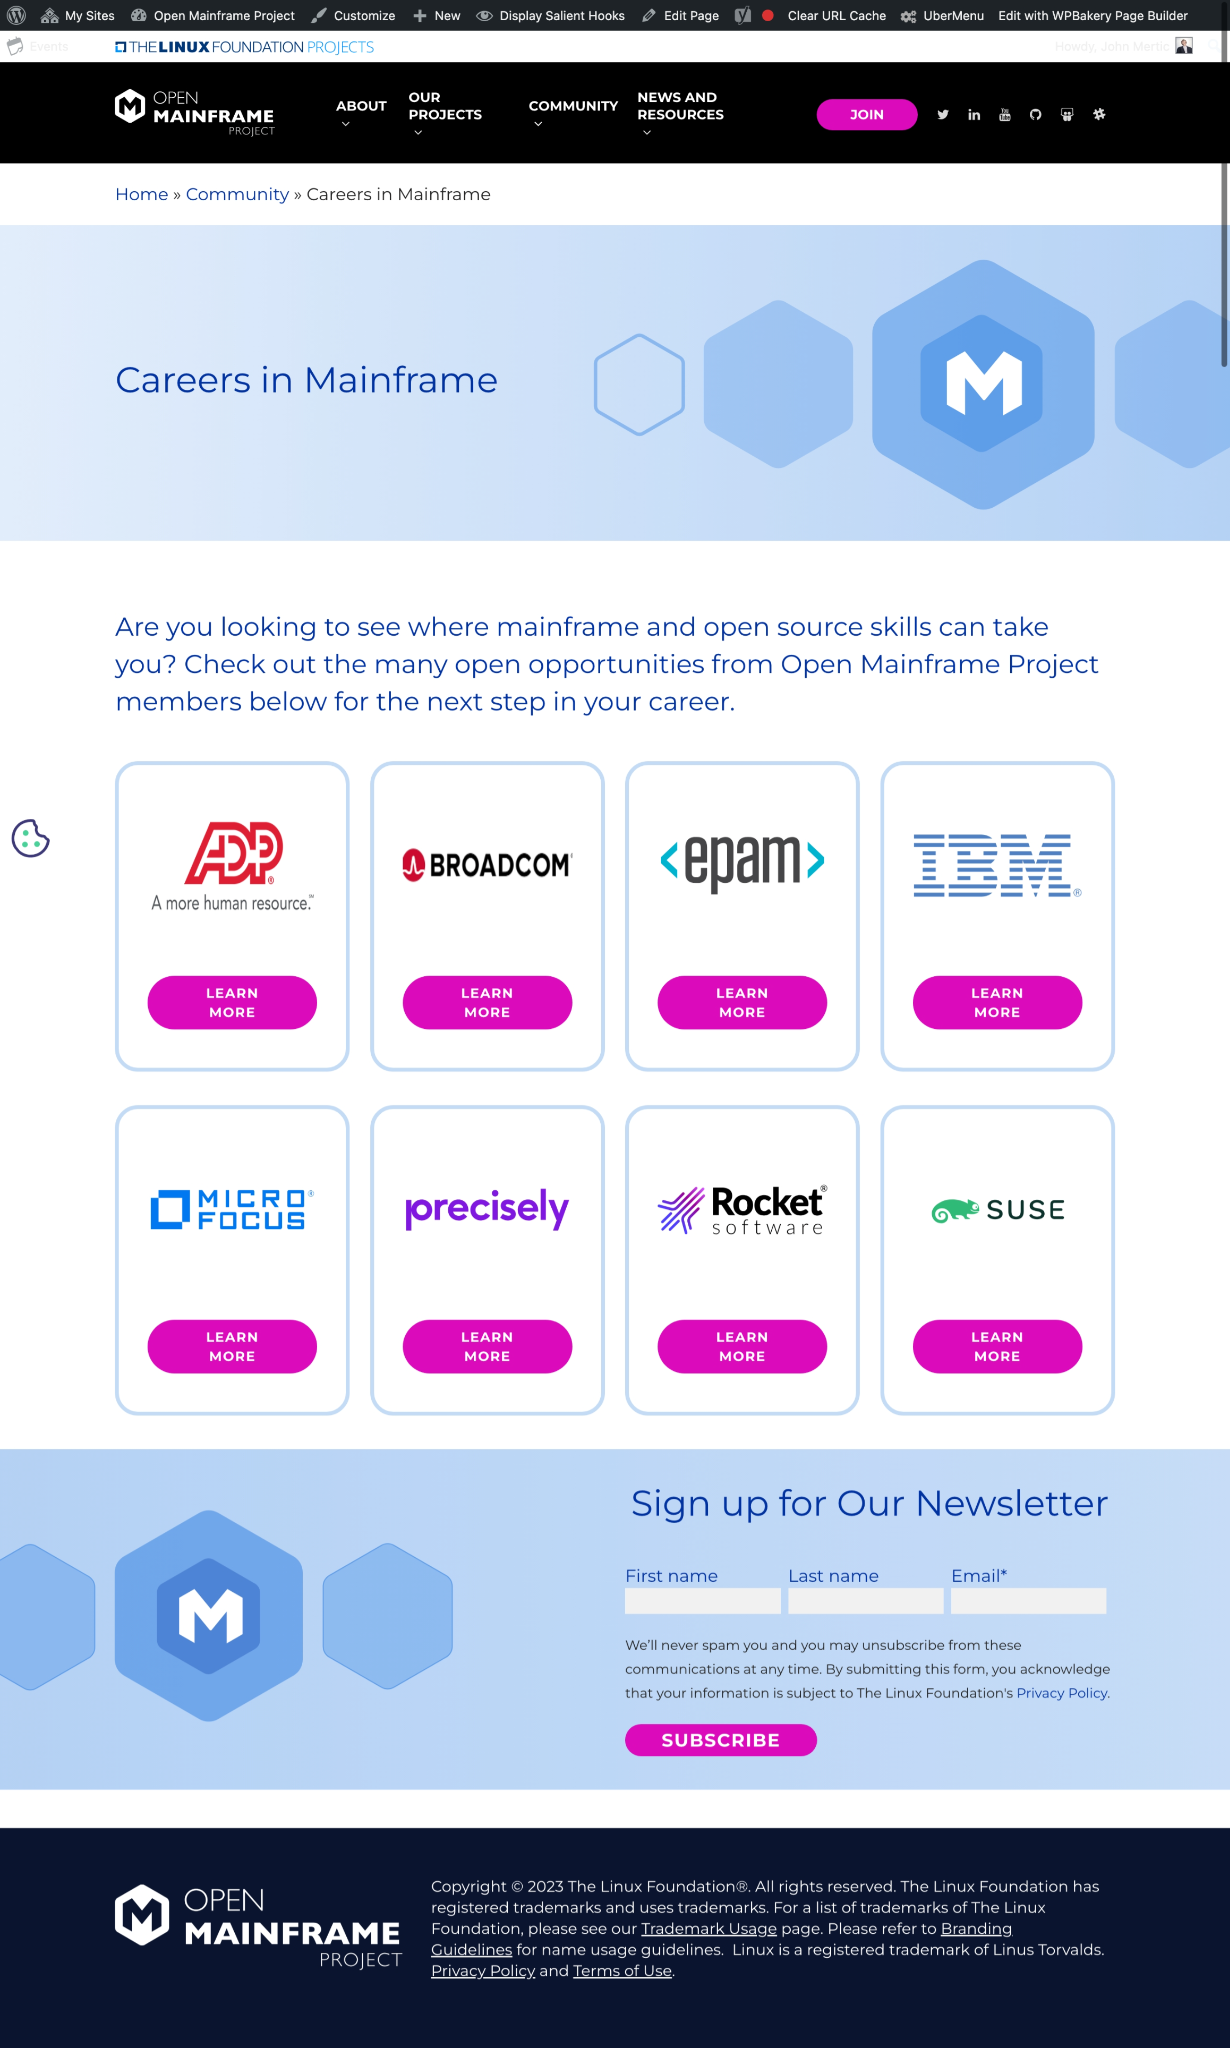 My Sites Open Mainframe Project Customize New Display Salient Hooks Edit Page Clear URL Cache UberMenu Edit with WPBakery Page Builder
Events THE LINUX FOUNDATION PROJECTS Howdy, John Mertic
OPEN
MAINFRAME
PROJECT
ABOUT
OUR
PROJECTS
COMMUNITY
NEWS AND
RESOURCES
JOIN
Home » Community » Careers in Mainframe
Careers in Mainframe
Are you looking to see where mainframe and open source skills can take
you? Check out the many open opportunities from Open Mainframe Project
members below for the next step in your career.
ADP®
A more human resource.℠
BROADCOM®
<epam>
IBM®
LEARN
MORE
LEARN
MORE
LEARN
MORE
LEARN
MORE
MICRO®
FOCUS
precisely
Rocket®
software
SUSE
LEARN
MORE
LEARN
MORE
LEARN
MORE
LEARN
MORE
Sign up for Our Newsletter
First name Last name Email*
We'll never spam you and you may unsubscribe from these
communications at any time. By submitting this form, you acknowledge
that your information is subject to The Linux Foundation's Privacy Policy.
SUBSCRIBE
OPEN
MAINFRAME
PROJECT
Copyright © 2023 The Linux Foundation®. All rights reserved. The Linux Foundation has
registered trademarks and uses trademarks. For a list of trademarks of The Linux
Foundation, please see our Trademark Usage page. Please refer to Branding
Guidelines for name usage guidelines.  Linux is a registered trademark of Linus Torvalds.
Privacy Policy and Terms of Use.